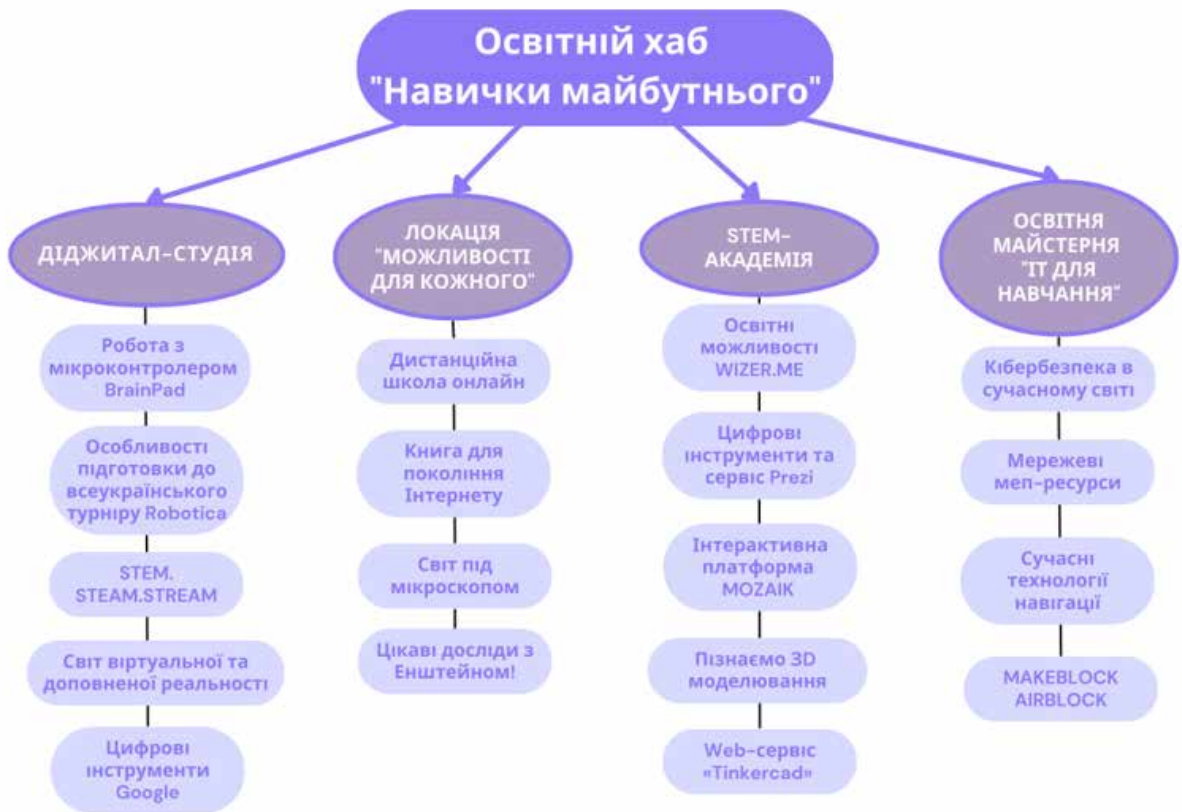 Освітній хаб
"Навички майбутнього"
ДІДЖИТАЛ-СТУДІЯ
Робота з
мікроконтролером
BrainPad
Особливості
підготовки до
всеукраїнського
турніру Robotica
STEM.
STEAM.STREAM
Світ віртуальної та
доповненої реальності
Цифрові
інструменти
Google
ЛОКАЦІЯ
"МОЖЛИВОСТІ
ДЛЯ КОЖНОГО"
Дистанційна
школа онлайн
Книга для
покоління
Інтернету
Світ під
мікроскопом
Цікаві досліди з
Енштейном!
STEM-
АКАДЕМІЯ
Освітні
можливості
WIZER.ME
Цифрові
інструменти та
сервіс Prezi
Інтерактивна
платформа
MOZAIK
Пізнаємо 3D
моделювання
Web-сервіс
«Tinkercad»
ОСВІТНЯ
МАЙСТЕРНЯ
"ІТ ДЛЯ
НАВЧАННЯ"
Кібербезпека в
сучасному світі
Мережеві
меп-ресурси
Сучасні
технології
навігації
MAKEBLOCK
AIRBLOCK